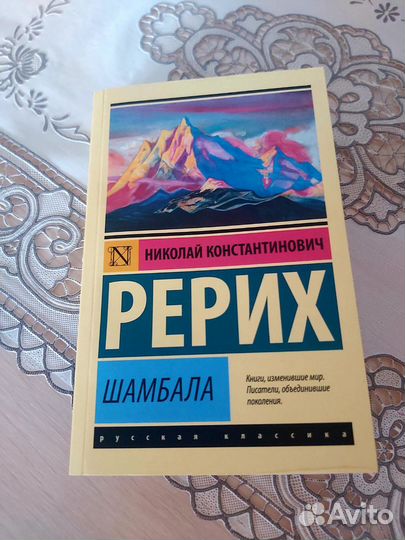 N
НИКОЛАЙ КОНСТАНТИНОВИЧ
РЕРИХ
ШАМБАЛА
Книги, изменившие мир.
Писатели, объединившие
поколения.
русская классика
Avito